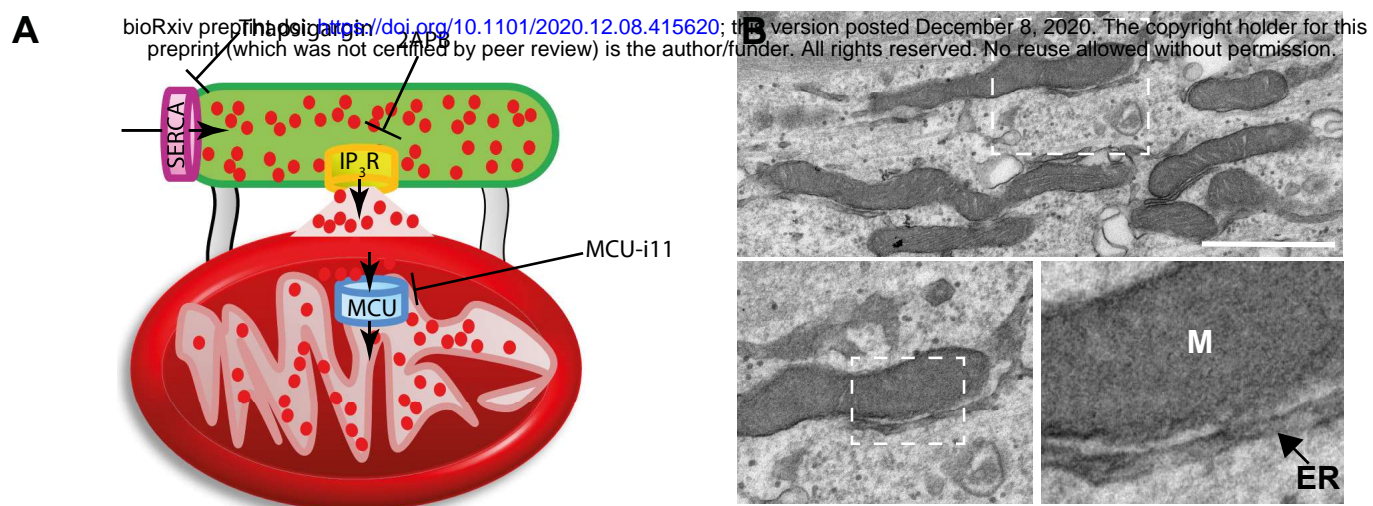 A
bioRxiv preprint doi: https://doi.org/10.1101/2020.12.08.415620; this version posted December 8, 2020. The copyright holder for this
preprint (which was not certified by peer review) is the author/funder. All rights reserved. No reuse allowed without permission.
Thapsigargin
2APB
B
SERCA
IP3R
MCU-i11
MCU
M
ER